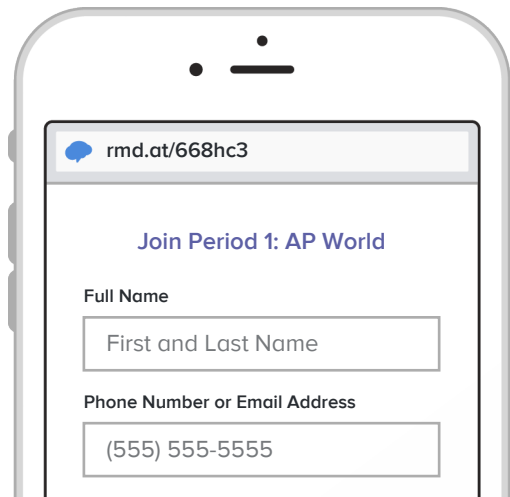 rmd.at/668hc3
Join Period 1: AP World
Full Name
First and Last Name
Phone Number or Email Address
(555) 555-5555